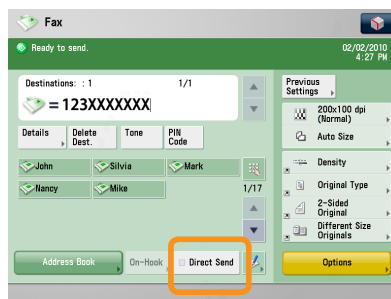 Fax
Ready to send.
02/02/2010
4:27 PM
Destinations: : 1
1/1
= 123XXXXXXX
Previous
Settings
200x100 dpi
(Normal)
Auto Size
Details
Delete
Dest.
Tone
PIN
Code
John
Silvia
Mark
Nancy
Mike
1/17
Density
Original Type
2-Sided
Original
Different Size
Originals
Address Book
On-Hook
Direct Send
Options